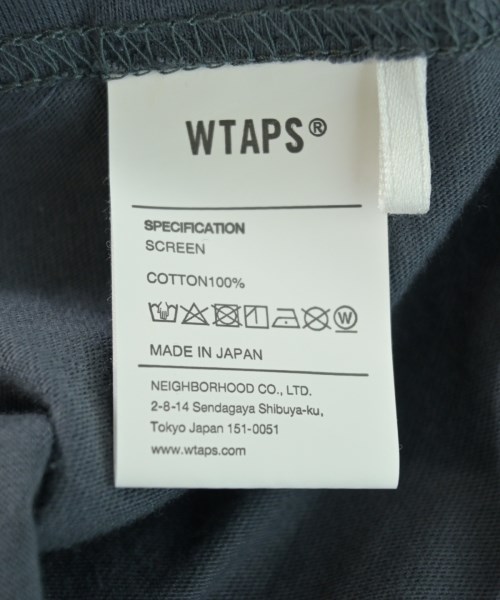 WTAPS®
SPECIFICATION
SCREEN
COTTON100%
MADE IN JAPAN
NEIGHBORHOOD CO., LTD.
2-8-14 Sendagaya Shibuya-ku,
Tokyo Japan 151-0051
www.wtaps.com